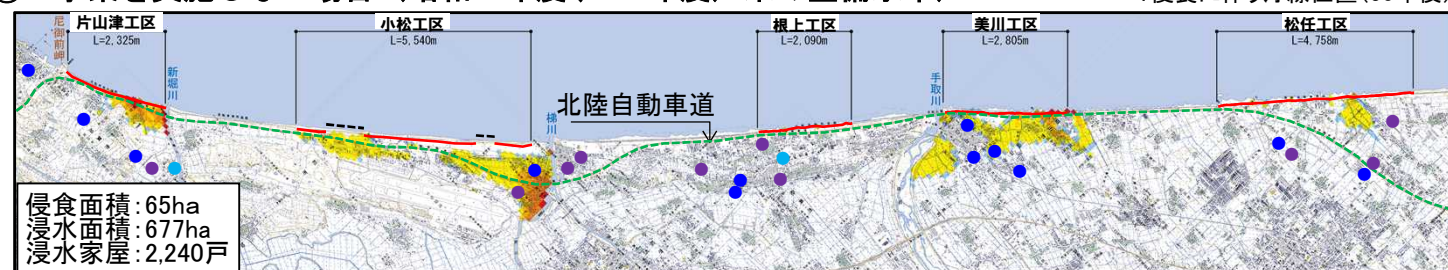 片山津工区
L=2,325m
小松工区
L=5,540m
根上工区
L=2,090m
美川工区
L=2,805m
松任工区
L=4,758m
尼御前岬
新堀川
梯川
手取川
北陸自動車道
侵食面積:65ha
浸水面積:677ha
浸水家屋:2,240戸